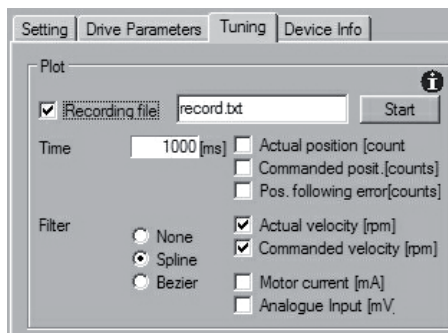 Setting Drive Parameters Tuning Device Info
Plot
Recording file record.txt Start
Time 1000 [ms] Actual position [count
Commanded posit.[counts]
Pos. following error[counts]
Filter None Actual velocity [rpm]
Spline Commanded velocity [rpm]
Bezier Motor current [mA]
Analogue Input [mV]